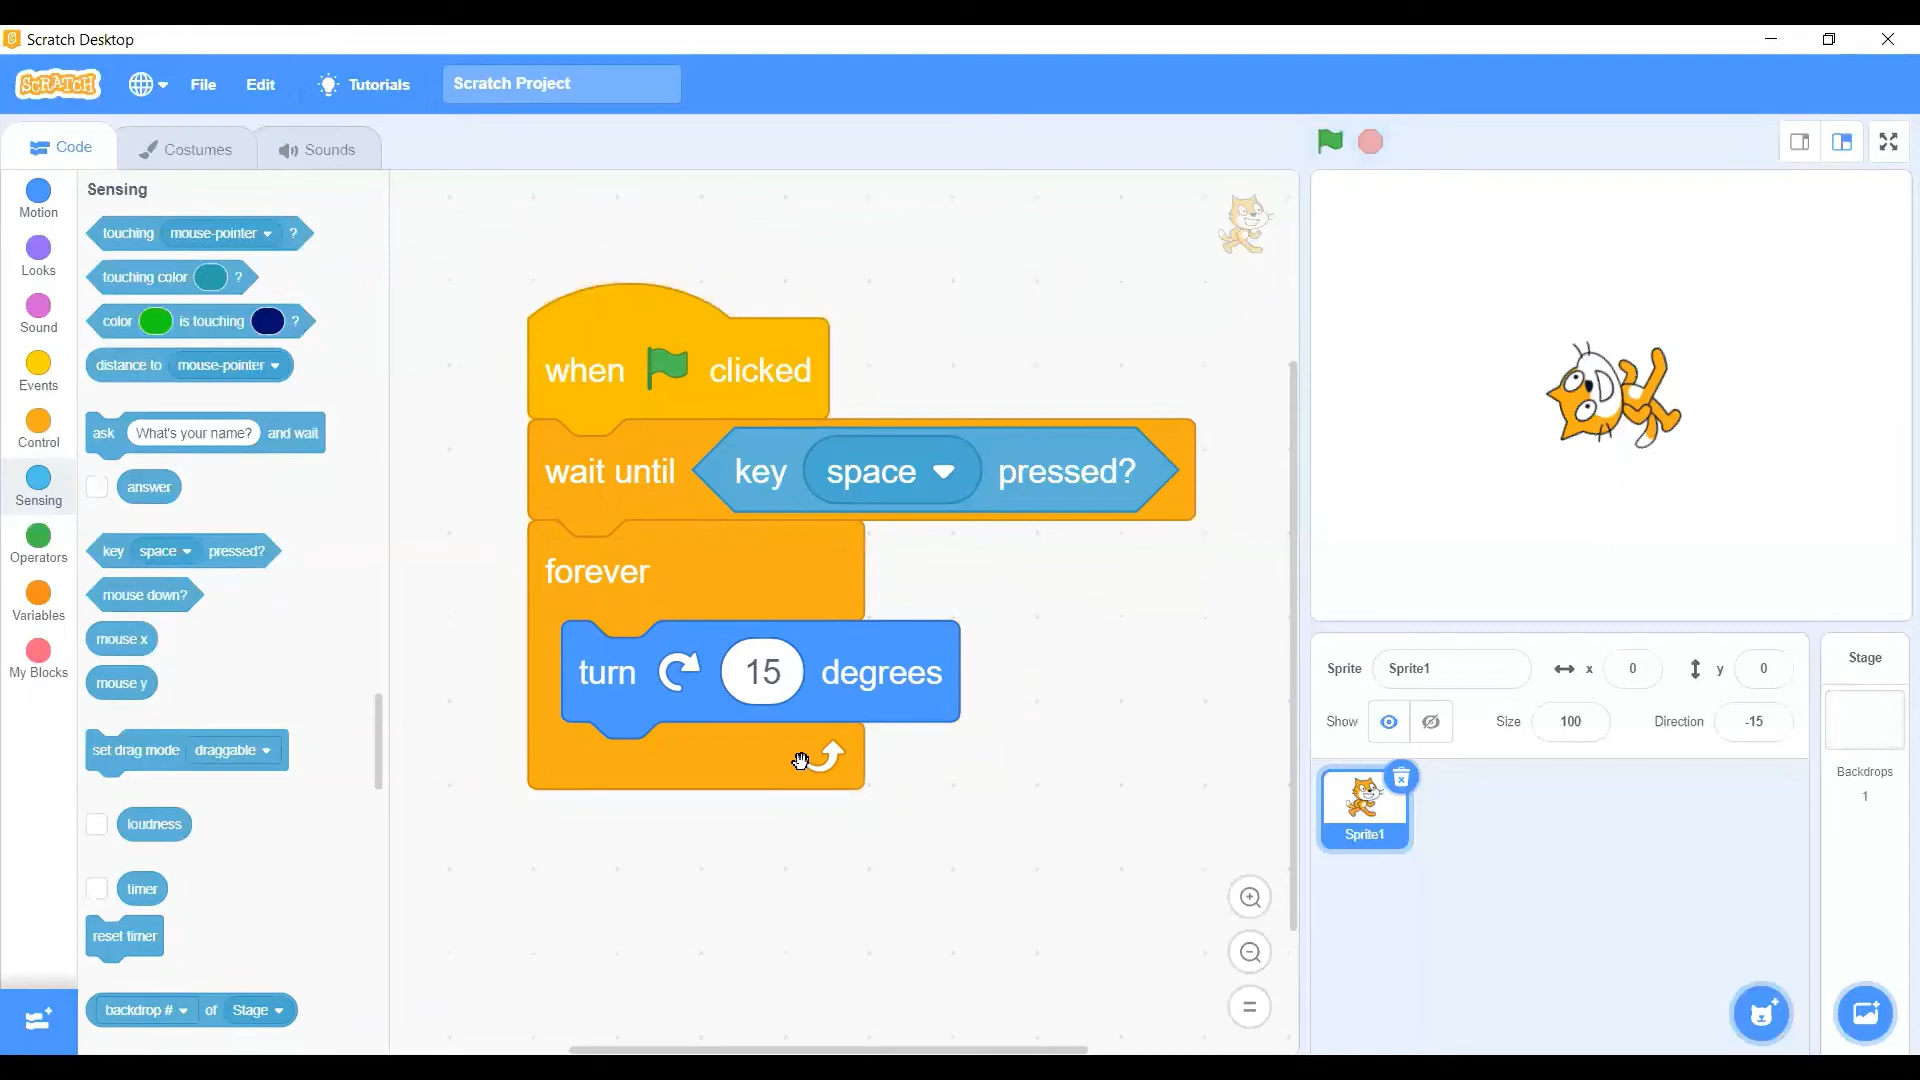 Scratch Desktop
SCRATCH File Edit Tutorials Scratch Project
Code Costumes Sounds
Motion
Looks
Sound
Events
Control
Sensing
Operators
Variables
My Blocks
Sensing
touching mouse-pointer ?
touching color ?
color is touching ?
distance to mouse-pointer
ask What's your name? and wait
answer
key space pressed?
mouse down?
mouse x
mouse y
set drag mode draggable
loudness
timer
reset timer
backdrop # of Stage
when clicked
wait until key space pressed?
forever
turn 15 degrees
Sprite Sprite1 x 0 y 0
Show Size 100 Direction -15
Sprite1
Stage
Backdrops
1